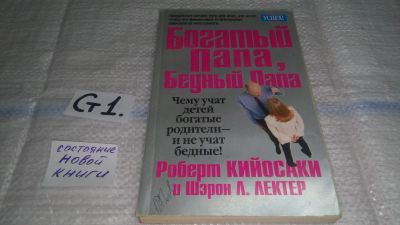 УСПЕХ
Богатый
Папа,
Бедный Папа
Чему учат
детей
богатые
родители—
и не учат
бедные!
Роберт КИЙОСАКИ
и Шэрон Л. ЛЕКТЕР
G1.
состояние
новой
книги